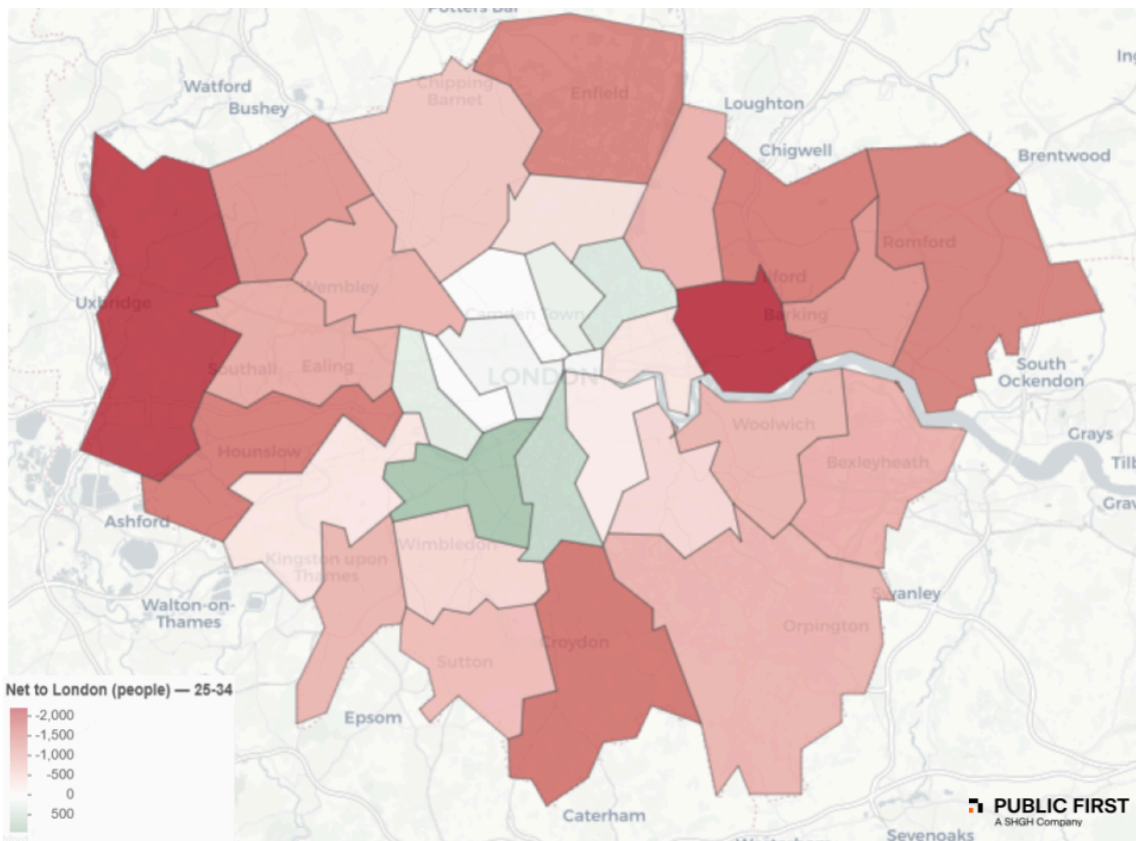 Potters Bar
Watford
Bushey
Chipping
Barnet
Enfield
Loughton
Chigwell
Brentwood
Romford
Uxbridge
Wembley
Camden Town
Ilford
Barking
Southall
Ealing
LONDON
South
Ockendon
Hounslow
Woolwich
Grays
Bexleyheath
Ashford
Wimbledon
Kingston upon
Thames
Walton-on-
Thames
Swanley
Orpington
Croydon
Sutton
Epsom
Caterham
Sevenoaks
Net to London (people) — 25-34
-2,000
-1,500
-1,000
-500
0
500
PUBLIC FIRST
A SHGH Company